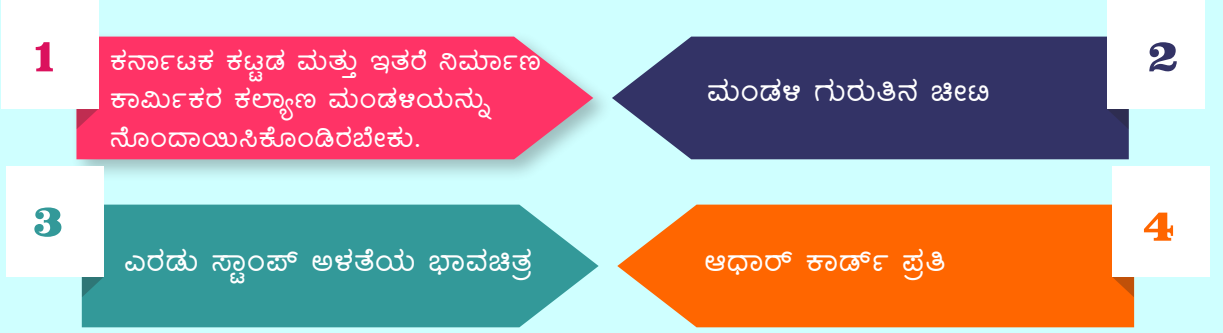 1
ಕರ್ನಾಟಕ ಕಟ್ಟಡ ಮತ್ತು ಇತರೆ ನಿರ್ಮಾಣ
ಕಾರ್ಮಿಕರ ಕಲ್ಯಾಣ ಮಂಡಳಿಯನ್ನು
ನೊಂದಾಯಿಸಿಕೊಂಡಿರಬೇಕು.
2
ಮಂಡಳಿ ಗುರುತಿನ ಚೀಟಿ
3
ಎರಡು ಸ್ಟಾಂಪ್ ಅಳತೆಯ ಭಾವಚಿತ್ರ
4
ಆಧಾರ್ ಕಾರ್ಡ್ ಪ್ರತಿ